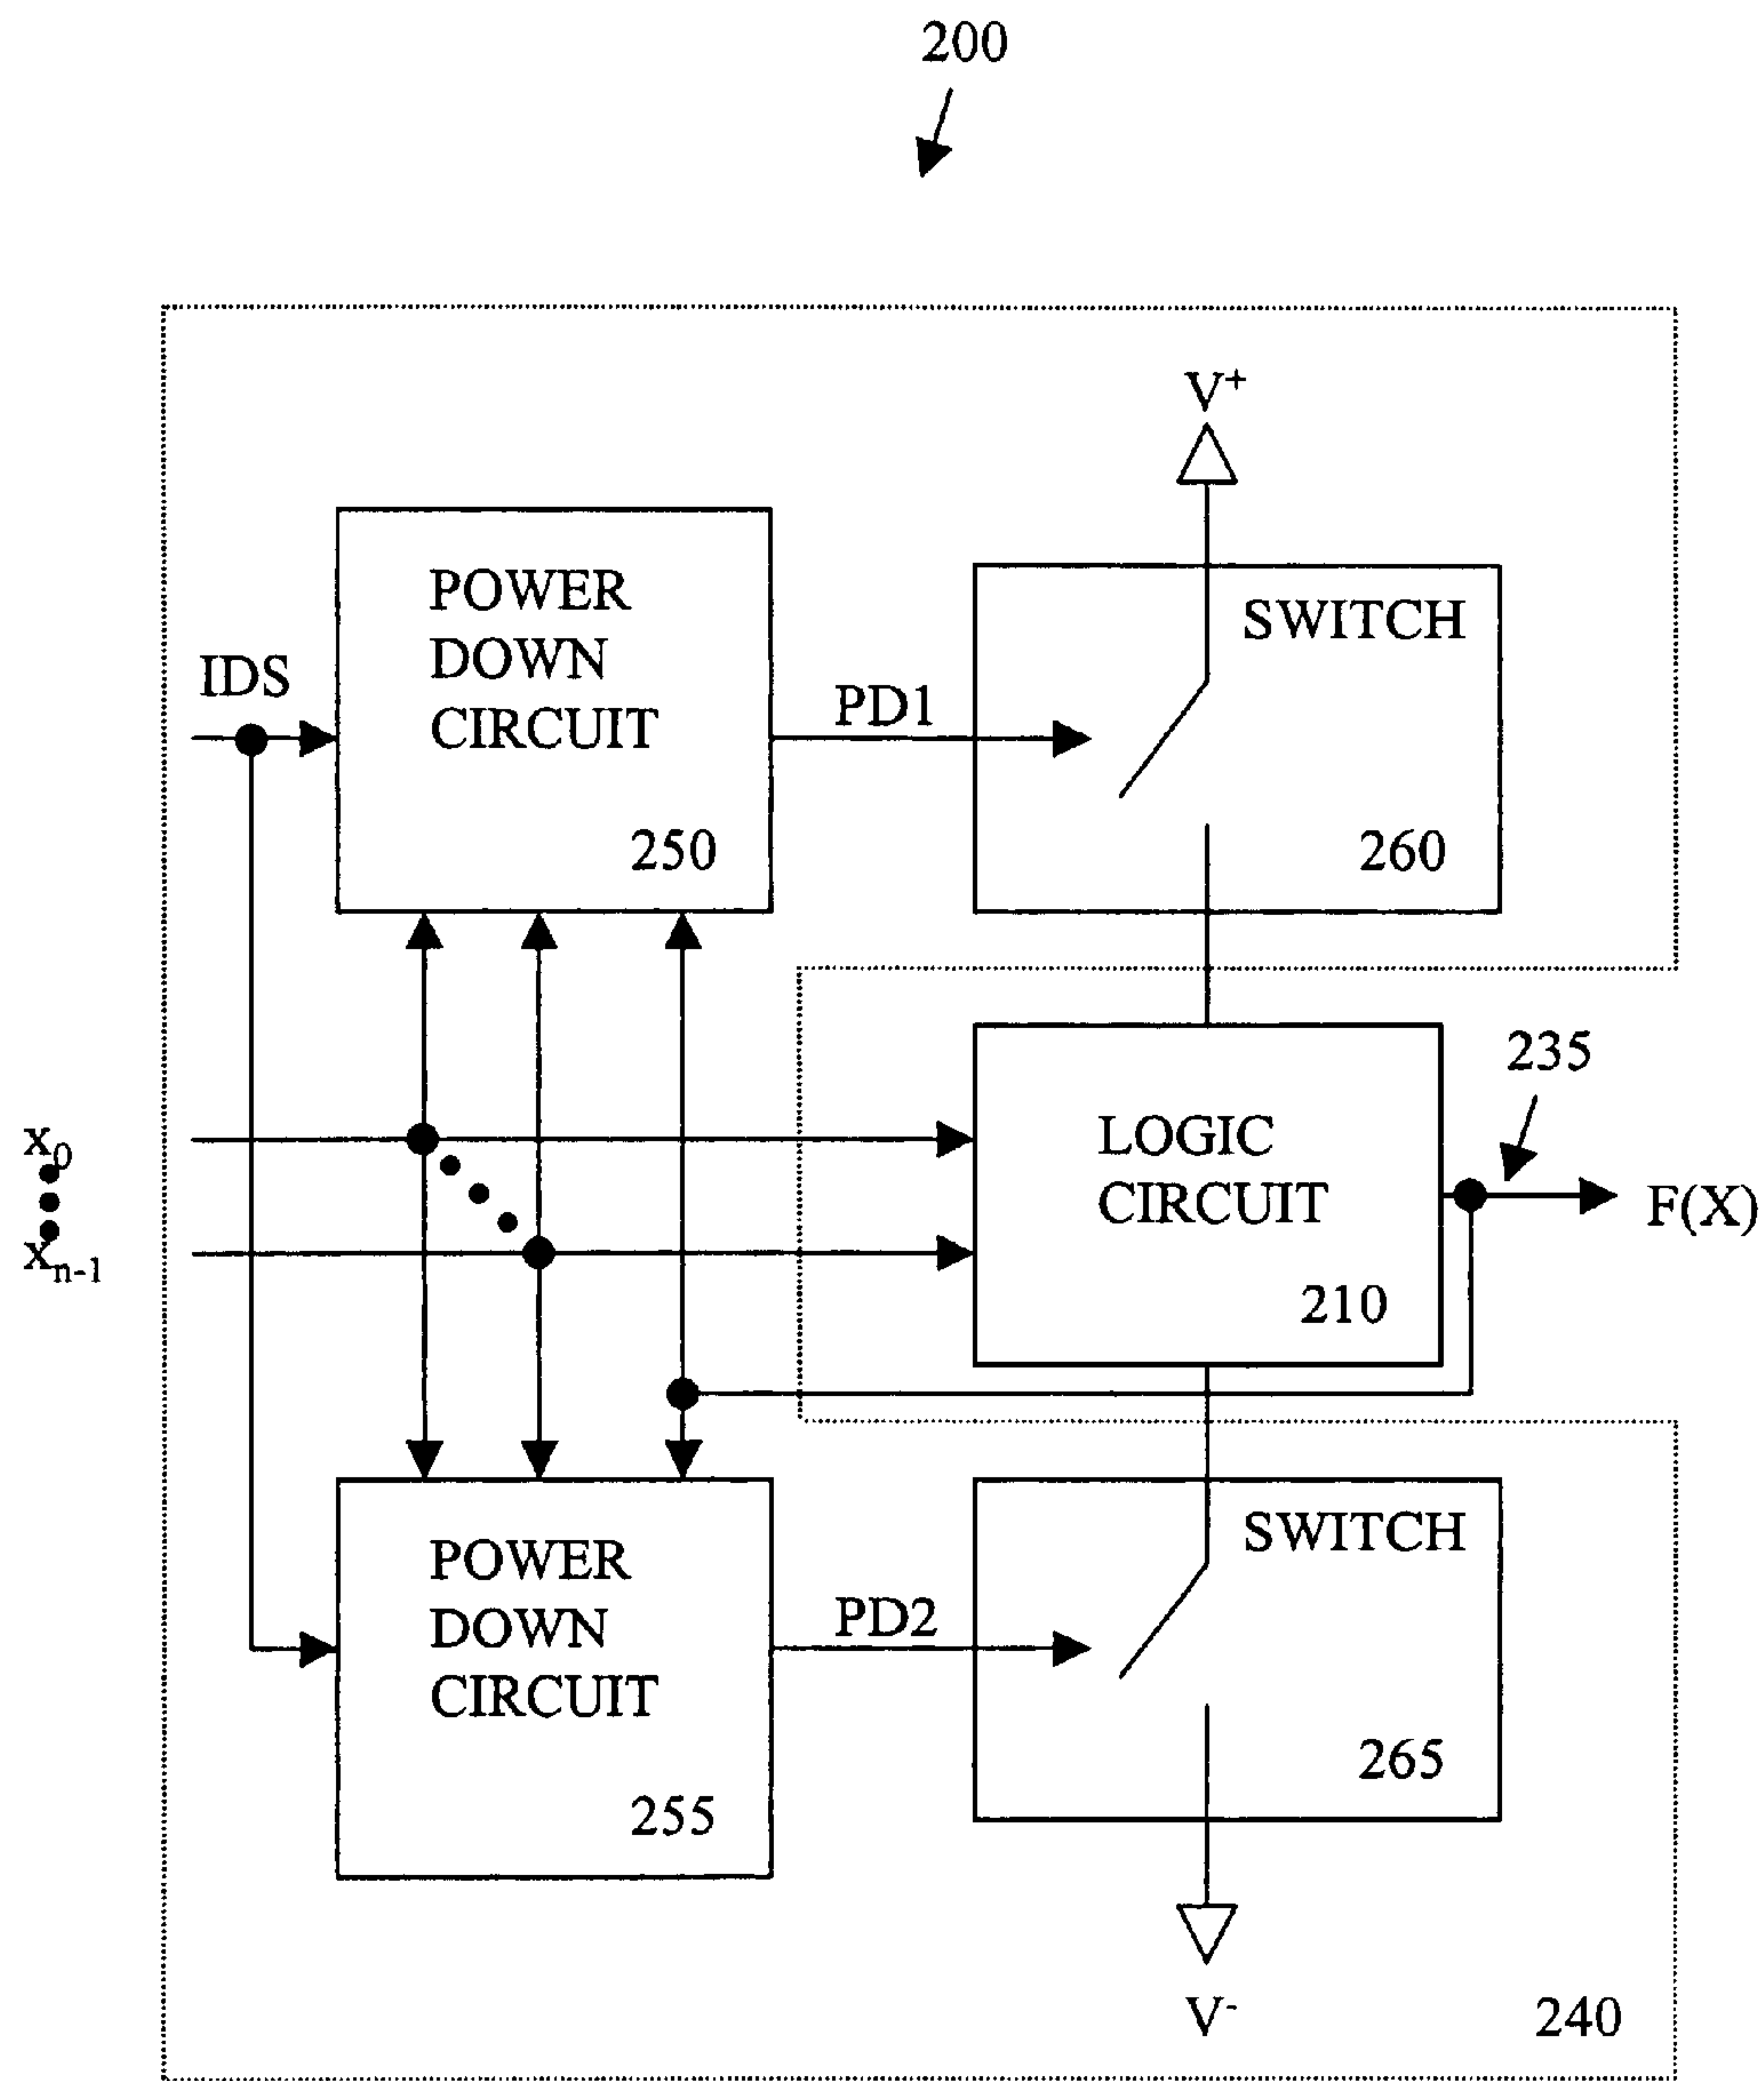 200
V+
POWER
DOWN
CIRCUIT
250
IDS
PD1
SWITCH
260
235
x0
xn-1
LOGIC
CIRCUIT
210
F(X)
POWER
DOWN
CIRCUIT
255
PD2
SWITCH
265
V-
240